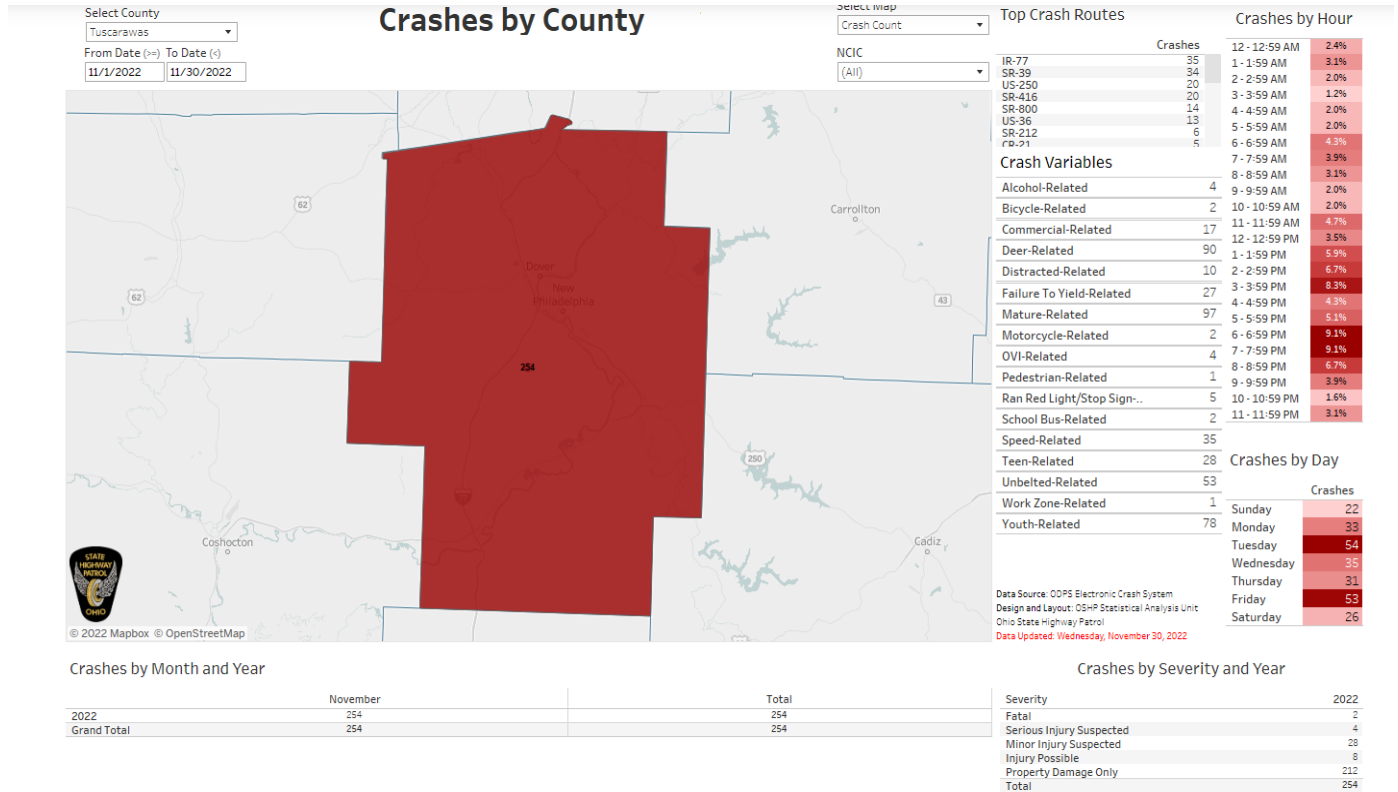 Select County
Tuscarawas
From Date (>=) To Date (<)
11/1/2022 11/30/2022
Crashes by County
Select Map
Crash Count
NCIC
(All)
62
62
Carrollton
43
Dover
New
Philadelphia
254
250
Coshocton
Cadiz
STATE
HIGHWAY
PATROL
OHIO
© 2022 Mapbox © OpenStreetMap
Top Crash Routes
Crashes
IR-77 35
SR-39 34
US-250 20
SR-416 20
SR-800 14
US-36 13
SR-212 6
CR-21 5
Crash Variables
Alcohol-Related 4
Bicycle-Related 2
Commercial-Related 17
Deer-Related 90
Distracted-Related 10
Failure To Yield-Related 27
Mature-Related 97
Motorcycle-Related 2
OVI-Related 4
Pedestrian-Related 1
Ran Red Light/Stop Sign-.. 5
School Bus-Related 2
Speed-Related 35
Teen-Related 28
Unbelted-Related 53
Work Zone-Related 1
Youth-Related 78
Data Source: ODPS Electronic Crash System
Design and Layout: OSHP Statistical Analysis Unit
Ohio State Highway Patrol
Data Updated: Wednesday, November 30, 2022
Crashes by Hour
12 - 12:59 AM 2.4%
1 - 1:59 AM 3.1%
2 - 2:59 AM 2.0%
3 - 3:59 AM 1.2%
4 - 4:59 AM 2.0%
5 - 5:59 AM 2.0%
6 - 6:59 AM 4.3%
7 - 7:59 AM 3.9%
8 - 8:59 AM 3.1%
9 - 9:59 AM 2.0%
10 - 10:59 AM 2.0%
11 - 11:59 AM 4.7%
12 - 12:59 PM 3.5%
1 - 1:59 PM 5.9%
2 - 2:59 PM 6.7%
3 - 3:59 PM 8.3%
4 - 4:59 PM 4.3%
5 - 5:59 PM 5.1%
6 - 6:59 PM 9.1%
7 - 7:59 PM 9.1%
8 - 8:59 PM 6.7%
9 - 9:59 PM 3.9%
10 - 10:59 PM 1.6%
11 - 11:59 PM 3.1%
Crashes by Day
Crashes
Sunday 22
Monday 33
Tuesday 54
Wednesday 35
Thursday 31
Friday 53
Saturday 26
Crashes by Month and Year
November Total
2022 254 254
Grand Total 254 254
Crashes by Severity and Year
Severity 2022
Fatal 2
Serious Injury Suspected 4
Minor Injury Suspected 28
Injury Possible 8
Property Damage Only 212
Total 254